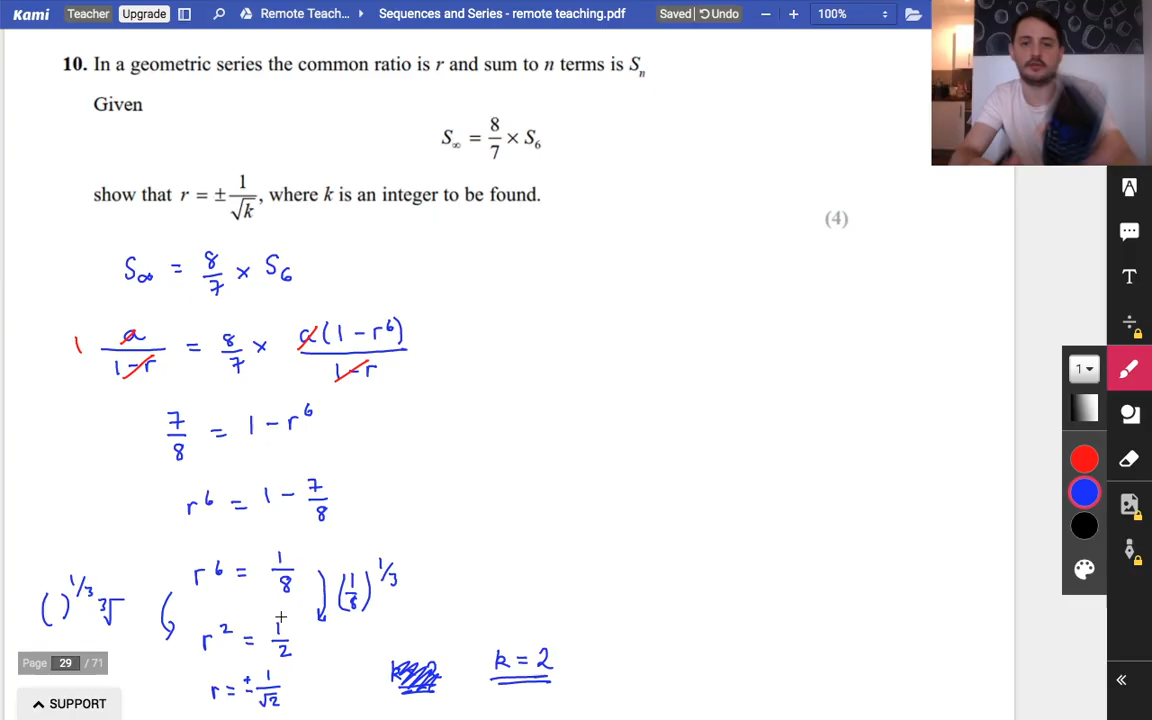 Kami Teacher Upgrade Remote Teach... Sequences and Series - remote teaching.pdf Saved Undo 100%
10. In a geometric series the common ratio is r and sum to n terms is Sₙ
Given
S∞ = 8/7 × S₆
show that r = ± 1/√k, where k is an integer to be found.
(4)
S∞ = 8/7 × S₆
1 a/(1-r) = 8/7 × a(1-r⁶)/(1-r)
7/8 = 1 - r⁶
r⁶ = 1 - 7/8
r⁶ = 1/8 (1/8)^1/3
( )^1/3 ³√
r² = 1/2
k = 2
r = ± 1/√2
Page 29 / 71
SUPPORT
T
1